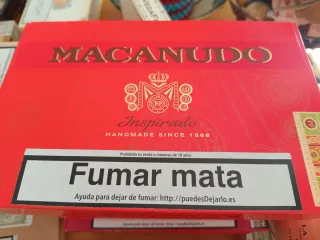 MACANUDO
Inspirado
HANDMADE SINCE 1868
Prohibida su venta a menores de 18 años
Fumar mata
Ayuda para dejar de fumar: http://puedesDejarlo.es